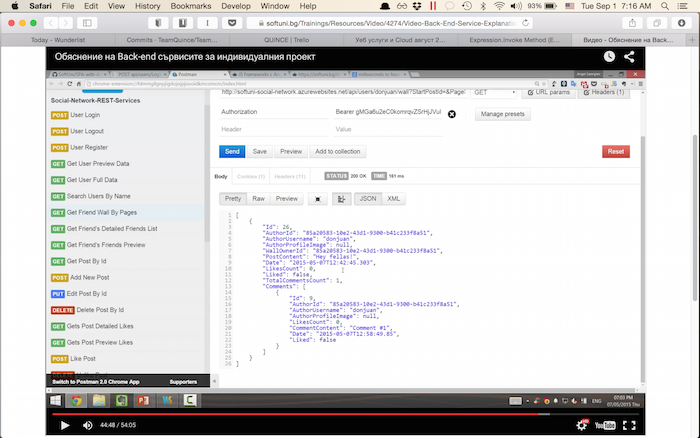 Safari File Edit View History Bookmarks Develop Window Help
93% Tue Sep 1 7:16 AM
softuni.bg/Trainings/Resources/Video/4274/Video-Back-End-Service-Explanati
Today - Wunderlist
Commits · TeamQuince/Team...
QUINCE | Trello
Уеб услуги и Cloud август 2...
Expression.Invoke Method (E...
Видео - Обяснение на Back...
Обяснение на Back-end сървисите за индивидуалния проект
Postman
Social-Network-REST-Services
POST User Login
POST User Logout
POST User Register
GET Get User Preview Data
GET Get User Full Data
GET Search Users By Name
GET Get Friend Wall By Pages
GET Get Friend's Detailed Friends List
GET Get Friend's Friends Preview
GET Get Post By Id
POST Add New Post
PUT Edit Post By Id
DELETE Delete Post By Id
GET Gets Post Detailed Likes
GET Gets Post Preview Likes
POST Like Post
Switch to Postman 2.0 Chrome App Supporters
http://softuni-social-network.azurewebsites.net/api/users/donjuan/wall?StartPostId=&Pagel
GET URL params Headers (1)
Authorization
Manage presets
Header Value
Send Save Preview Add to collection Reset
Body Cookies (1) Headers (11) STATUS 200 OK TIME 161 ms
Pretty Raw Preview JSON XML
1 [
2 {
3 "Id": 26,
4 "AuthorId": "85a20583-10e2-43d1-9300-b41c233f8a51",
5 "AuthorUsername": "donjuan",
6 "AuthorProfileImage": null,
7 "WallOwnerId": "85a20583-10e2-43d1-9300-b41c233f8a51",
8 "PostContent": "Hey fellas!",
9 "Date": "2015-05-07T12:42:45.303",
10 "LikesCount": 0,
11 "Liked": false,
12 "TotalCommentsCount": 1,
13 "Comments": [
14 {
15 "Id": 9,
16 "AuthorId": "85a20583-10e2-43d1-9300-b41c233f8a51",
17 "AuthorUsername": "donjuan",
18 "AuthorProfileImage": null,
19 "LikesCount": 0,
20 "CommentContent": "Comment #1",
21 "Date": "2015-05-07T12:58:49.85",
22 "Liked": false
23 }
24 ]
25 }
26 ]
ENG
07:03 PM
07/05/2015 Thu
44:48 / 54:05
YouTube